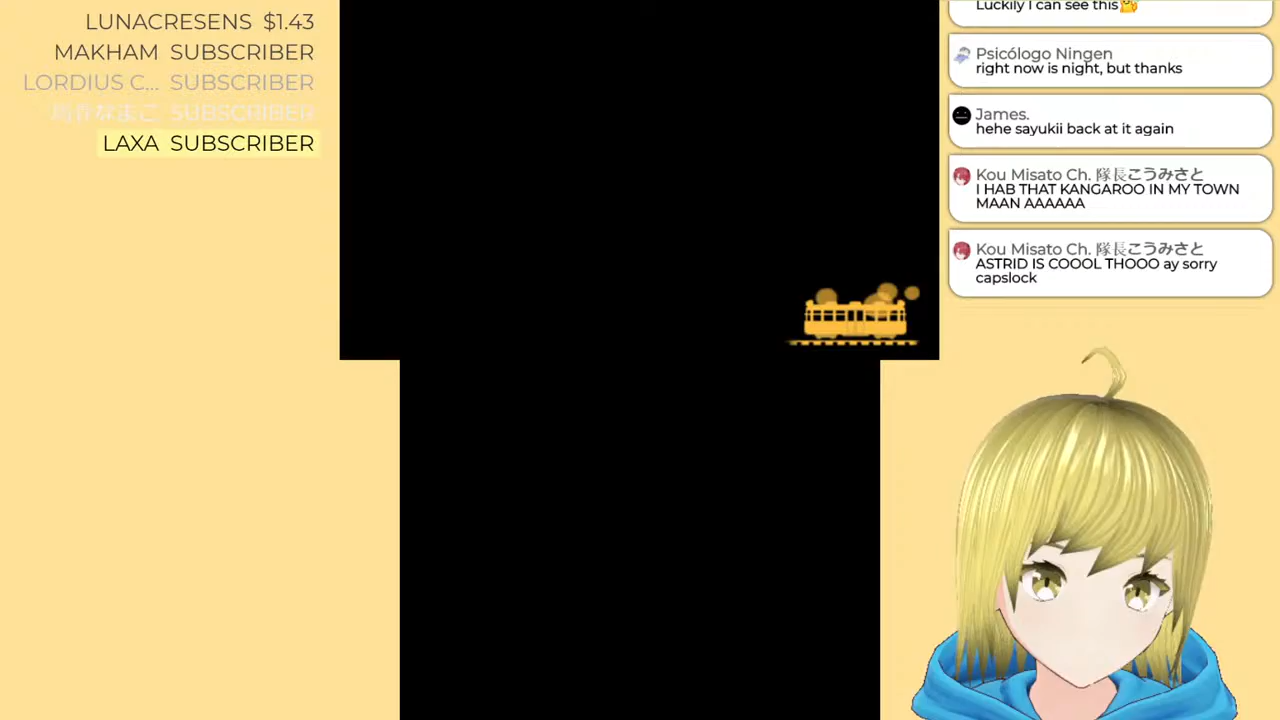 LUNACRESENS $1.43
MAKHAM SUBSCRIBER
LORDIUS C... SUBSCRIBER
SUBSCRIBER
LAXA SUBSCRIBER
Luckily I can see this
Psicólogo Ningen
right now is night, but thanks
James.
hehe sayukii back at it again
Kou Misato Ch. 隊長こうみさと
I HAB THAT KANGAROO IN MY TOWN
MAAN AAAAAA
Kou Misato Ch. 隊長こうみさと
ASTRID IS COOOL THOOO ay sorry
capslock